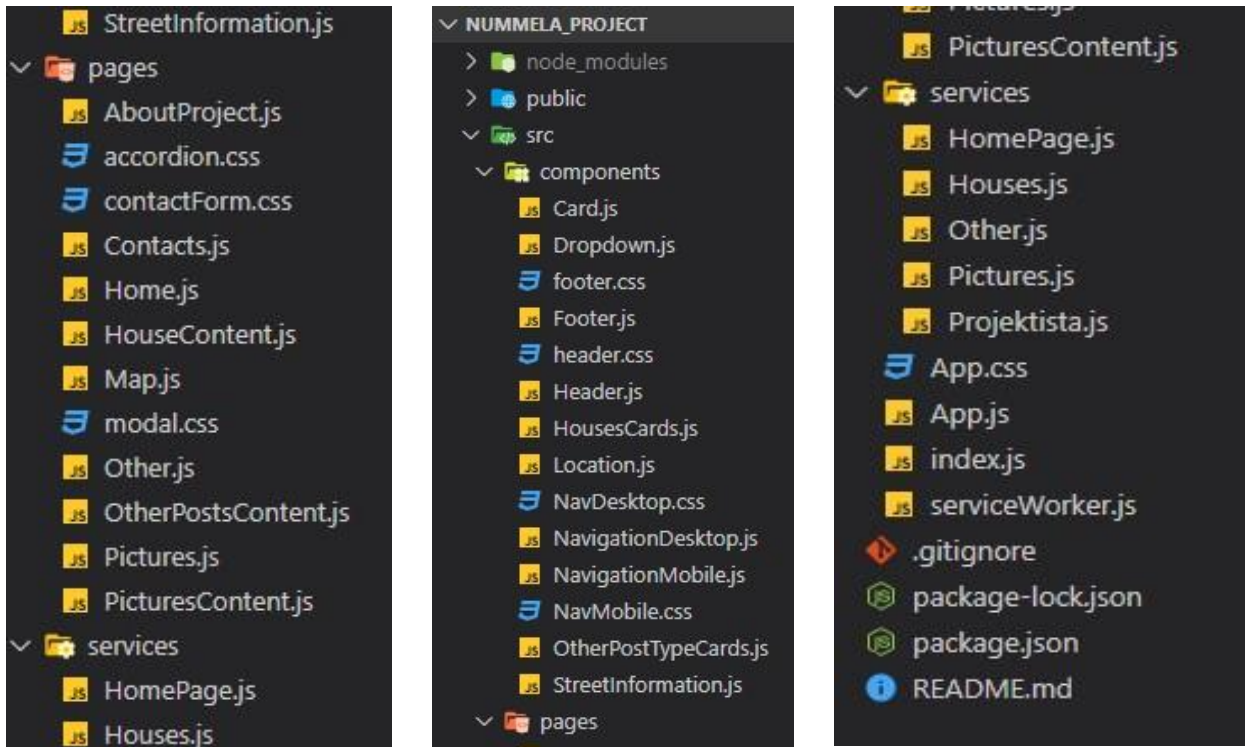 StreetInformation.js
pages
AboutProject.js
accordion.css
contactForm.css
Contacts.js
Home.js
HouseContent.js
Map.js
modal.css
Other.js
OtherPostsContent.js
Pictures.js
PicturesContent.js
services
HomePage.js
Houses.js
NUMMELA_PROJECT
node_modules
public
src
components
Card.js
Dropdown.js
footer.css
Footer.js
header.css
Header.js
HousesCards.js
Location.js
NavDesktop.css
NavigationDesktop.js
NavigationMobile.js
NavMobile.css
OtherPostTypeCards.js
StreetInformation.js
pages
Pictures.js
PicturesContent.js
services
HomePage.js
Houses.js
Other.js
Pictures.js
Projektista.js
App.css
App.js
index.js
serviceWorker.js
.gitignore
package-lock.json
package.json
README.md